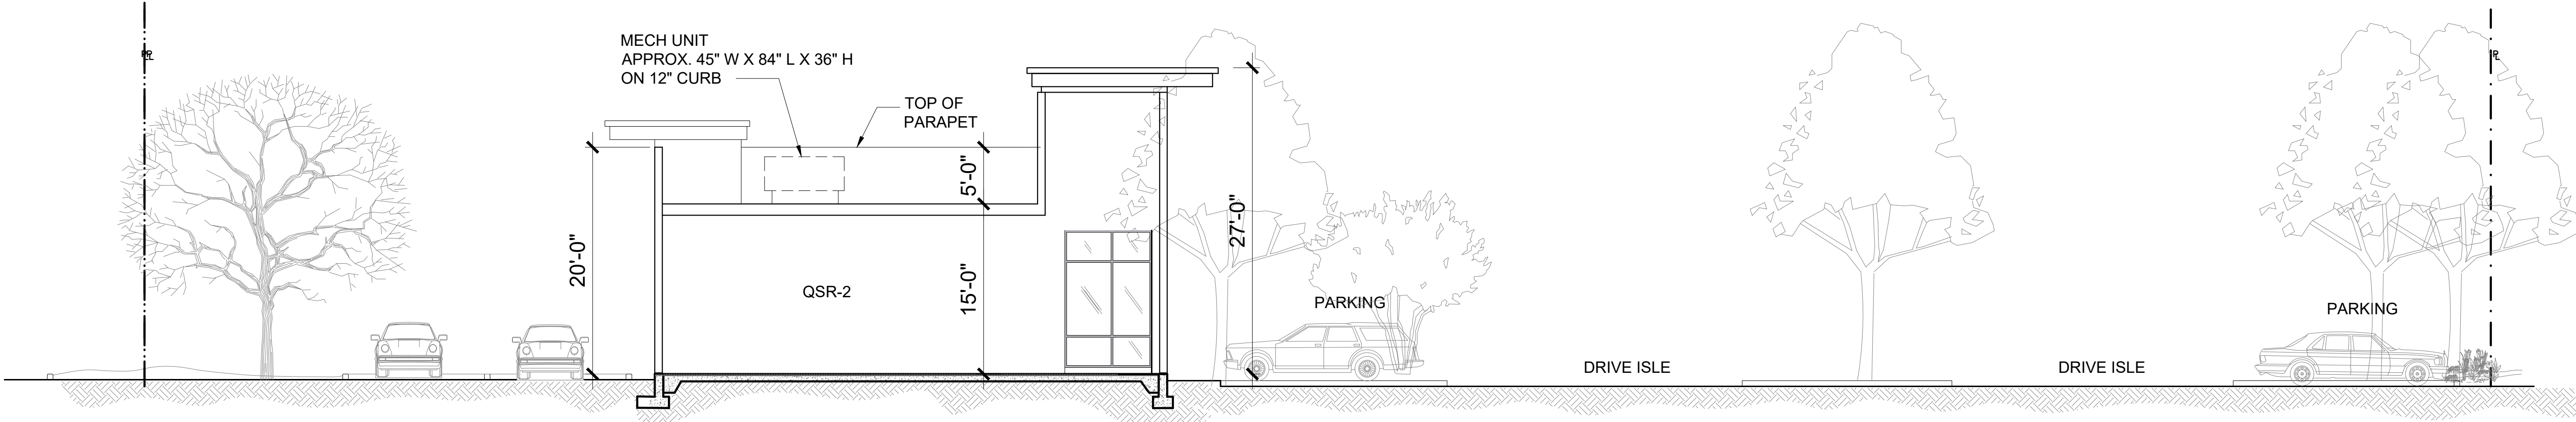 MECH UNIT
APPROX. 45" W X 84" L X 36" H
ON 12" CURB
TOP OF
PARAPET
5'-0"
20'-0"
15'-0"
27'-0"
QSR-2
PARKING
DRIVE ISLE
DRIVE ISLE
PARKING
PL